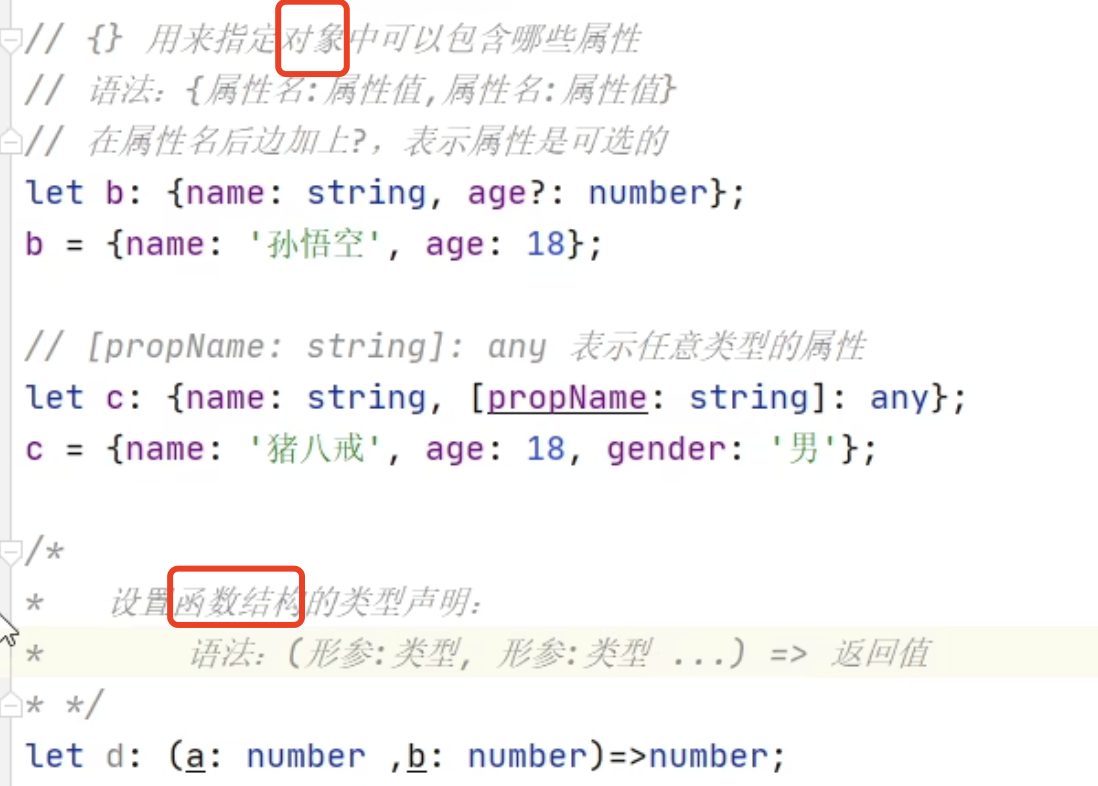 // {} 用来指定对象中可以包含哪些属性
// 语法：{属性名:属性值,属性名:属性值}
// 在属性名后边加上?，表示属性是可选的
let b: {name: string, age?: number};
b = {name: '孙悟空', age: 18};
// [propName: string]: any 表示任意类型的属性
let c: {name: string, [propName: string]: any};
c = {name: '猪八戒', age: 18, gender: '男'};
/*
* 设置函数结构的类型声明：
* 语法：(形参:类型, 形参:类型 ...) => 返回值
* */
let d: (a: number ,b: number)=>number;